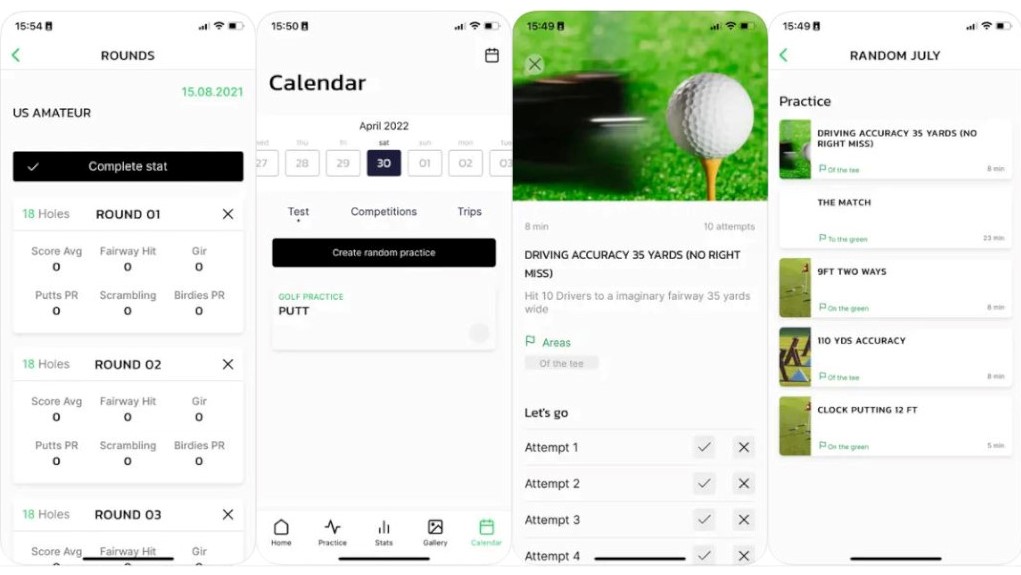 15:54
ROUNDS
15.08.2021
US AMATEUR
Complete stat
18 Holes ROUND 01
Score Avg Fairway Hit Gir
0 0 0
Putts PR Scrambling Birdies PR
0 0 0
18 Holes ROUND 02
Score Avg Fairway Hit Gir
0 0 0
Putts PR Scrambling Birdies PR
0 0 0
18 Holes ROUND 03
Score Avg Fairway Hit Gir
15:50
Calendar
April 2022
wed thu fri sat sun mon tue
27 28 29 30 01 02 03
Test Competitions Trips
Create random practice
GOLF PRACTICE
PUTT
Home Practice Stats Gallery Calendar
15:49
8 min 10 attempts
DRIVING ACCURACY 35 YARDS (NO RIGHT
MISS)
Hit 10 Drivers to a imaginary fairway 35 yards
wide
Areas
Of the tee
Let's go
Attempt 1
Attempt 2
Attempt 3
Attempt 4
15:49
RANDOM JULY
Practice
DRIVING ACCURACY 35 YARDS (NO
RIGHT MISS)
Of the tee 8 min
THE MATCH
To the green 23 min
9FT TWO WAYS
On the green 8 min
110 YDS ACCURACY
Of the tee 8 min
CLOCK PUTTING 12 FT
On the green 5 min